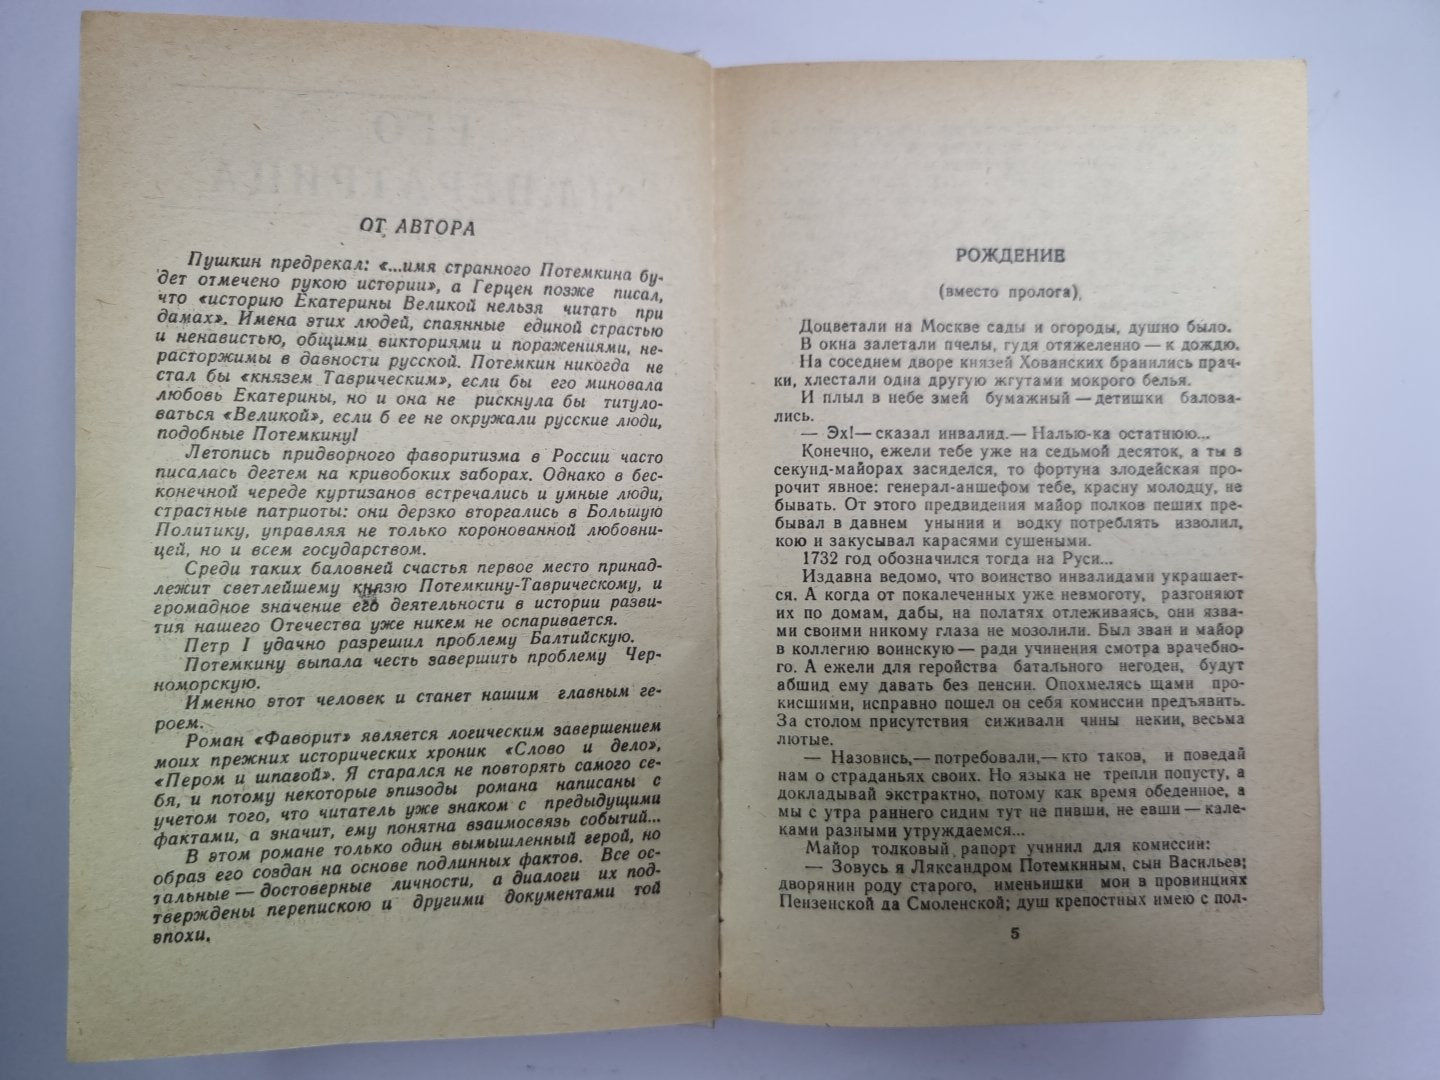 ОТ АВТОРА
Пушкин предрекал: «...имя странного Потемкина бу-
дет отмечено рукою истории», а Герцен позже писал,
что «историю Екатерины Великой нельзя читать при
дамах». Имена этих людей, спаянные единой страстью
и ненавистью, общими викториями и поражениями, не-
расторжимы в давности русской. Потемкин никогда не
стал бы «князем Таврическим», если бы его миновала
любовь Екатерины, но и она не рискнула бы титуло-
ваться «Великой», если б ее не окружали русские люди,
подобные Потемкину!
Летопись придворного фаворитизма в России часто
писалась дегтем на кривобоких заборах. Однако в бес-
конечной череде куртизанов встречались и умные люди,
страстные патриоты: они дерзко вторгались в Большую
Политику, управляя не только коронованной любовни-
цей, но и всем государством.
Среди таких баловней счастья первое место принад-
лежит светлейшему князю Потемкину-Таврическому, и
громадное значение его деятельности в истории разви-
тия нашего Отечества уже никем не оспаривается.
Петр I удачно разрешил проблему Балтийскую.
Потемкину выпала честь завершить проблему Чер-
номорскую.
Именно этот человек и станет нашим главным ге-
роем.
Роман «Фаворит» является логическим завершением
моих прежних исторических хроник «Слово и дело»,
«Пером и шпагой». Я старался не повторять самого се-
бя, и потому некоторые эпизоды романа написаны с
учетом того, что читатель уже знаком с предыдущими
фактами, а значит, ему понятна взаимосвязь событий...
В этом романе только один вымышленный герой, но
образ его создан на основе подлинных фактов. Все ос-
тальные — достоверные личности, а диалоги их под-
тверждены перепискою и другими документами той
эпохи.
РОЖДЕНИЕ
(вместо пролога)
Доцветали на Москве сады и огороды, душно было.
В окна залетали пчелы, гудя отяжеленно — к дождю.
На соседнем дворе князей Хованских бранились прач-
ки, хлестали одна другую жгутами мокрого белья.
И плыл в небе змей бумажный — детишки балова-
лись.
— Эх!— сказал инвалид.— Налью-ка остатнюю...
Конечно, ежели тебе уже на седьмой десяток, а ты в
секунд-майорах засиделся, то фортуна злодейская про-
рочит явное: генерал-аншефом тебе, красну молодцу, не
бывать. От этого предвидения майор полков пеших пре-
бывал в давнем унынии и водку потреблять изволил,
кою и закусывал карасями сушеными.
1732 год обозначился тогда на Руси...
Издавна ведомо, что воинство инвалидами украшает-
ся. А когда от покалеченных уже невмоготу, разгоняют
их по домам, дабы, на полатях отлеживаясь, они язва-
ми своими никому глаза не мозолили. Был зван и майор
в коллегию воинскую — ради учинения смотра врачебно-
го. А ежели для геройства батального негоден, будут
абшид ему давать без пенсии. Опохмелясь щами про-
кисшими, исправно пошел он себя комиссии предъявить.
За столом присутствия сиживали чины некии, весьма
лютые.
— Назовись,— потребовали,— кто таков, и поведай
нам о страданьях своих. Но языка не трепли попусту, а
докладывай экстрактно, потому как время обеденное, а
мы с утра раннего сидим тут не пивши, не евши — кале-
ками разными утруждаемся...
Майор толковый рапорт учинил для комиссии:
— Зовусь я Ляксандром Потемкиным, сын Васильев;
дворянин роду старого, именьишки мои в провинциях
Пензенской да Смоленской; душ крепостных имею с пол-
5